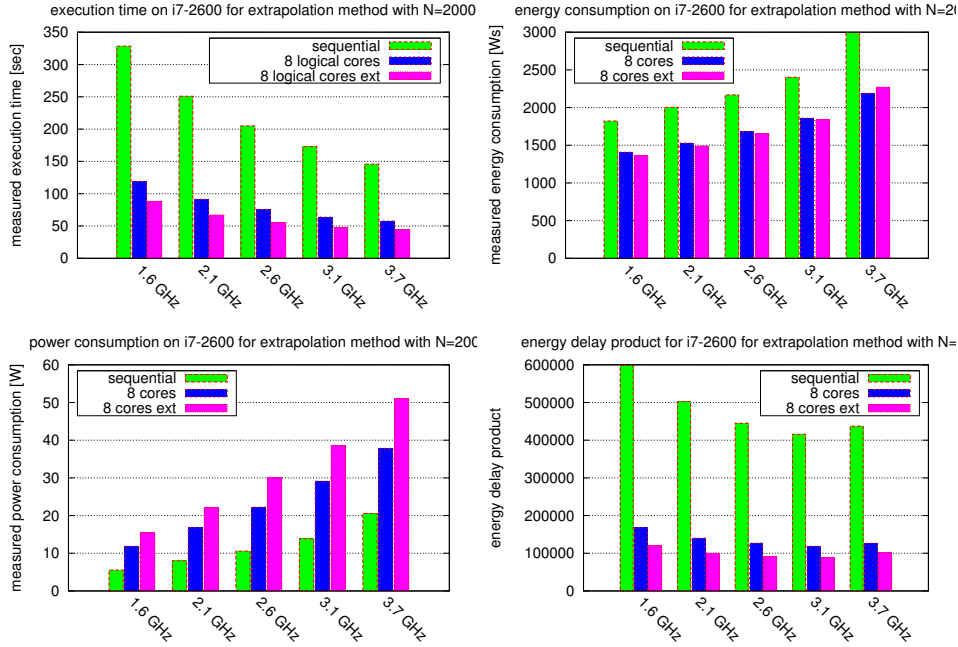 execution time on i7-2600 for extrapolation method with N=2000
measured execution time [sec]
350
300
250
200
150
100
50
0
sequential
8 logical cores
8 logical cores ext
1.6 GHz
2.1 GHz
2.6 GHz
3.1 GHz
3.7 GHz
energy consumption on i7-2600 for extrapolation method with N=20
measured energy consumption [Ws]
3000
2500
2000
1500
1000
500
0
sequential
8 cores
8 cores ext
1.6 GHz
2.1 GHz
2.6 GHz
3.1 GHz
3.7 GHz
power consumption on i7-2600 for extrapolation method with N=200
measured power consumption [W]
60
50
40
30
20
10
0
sequential
8 cores
8 cores ext
1.6 GHz
2.1 GHz
2.6 GHz
3.1 GHz
3.7 GHz
energy delay product for i7-2600 for extrapolation method with N=
energy delay product
600000
500000
400000
300000
200000
100000
0
sequential
8 cores
8 cores ext
1.6 GHz
2.1 GHz
2.6 GHz
3.1 GHz
3.7 GHz